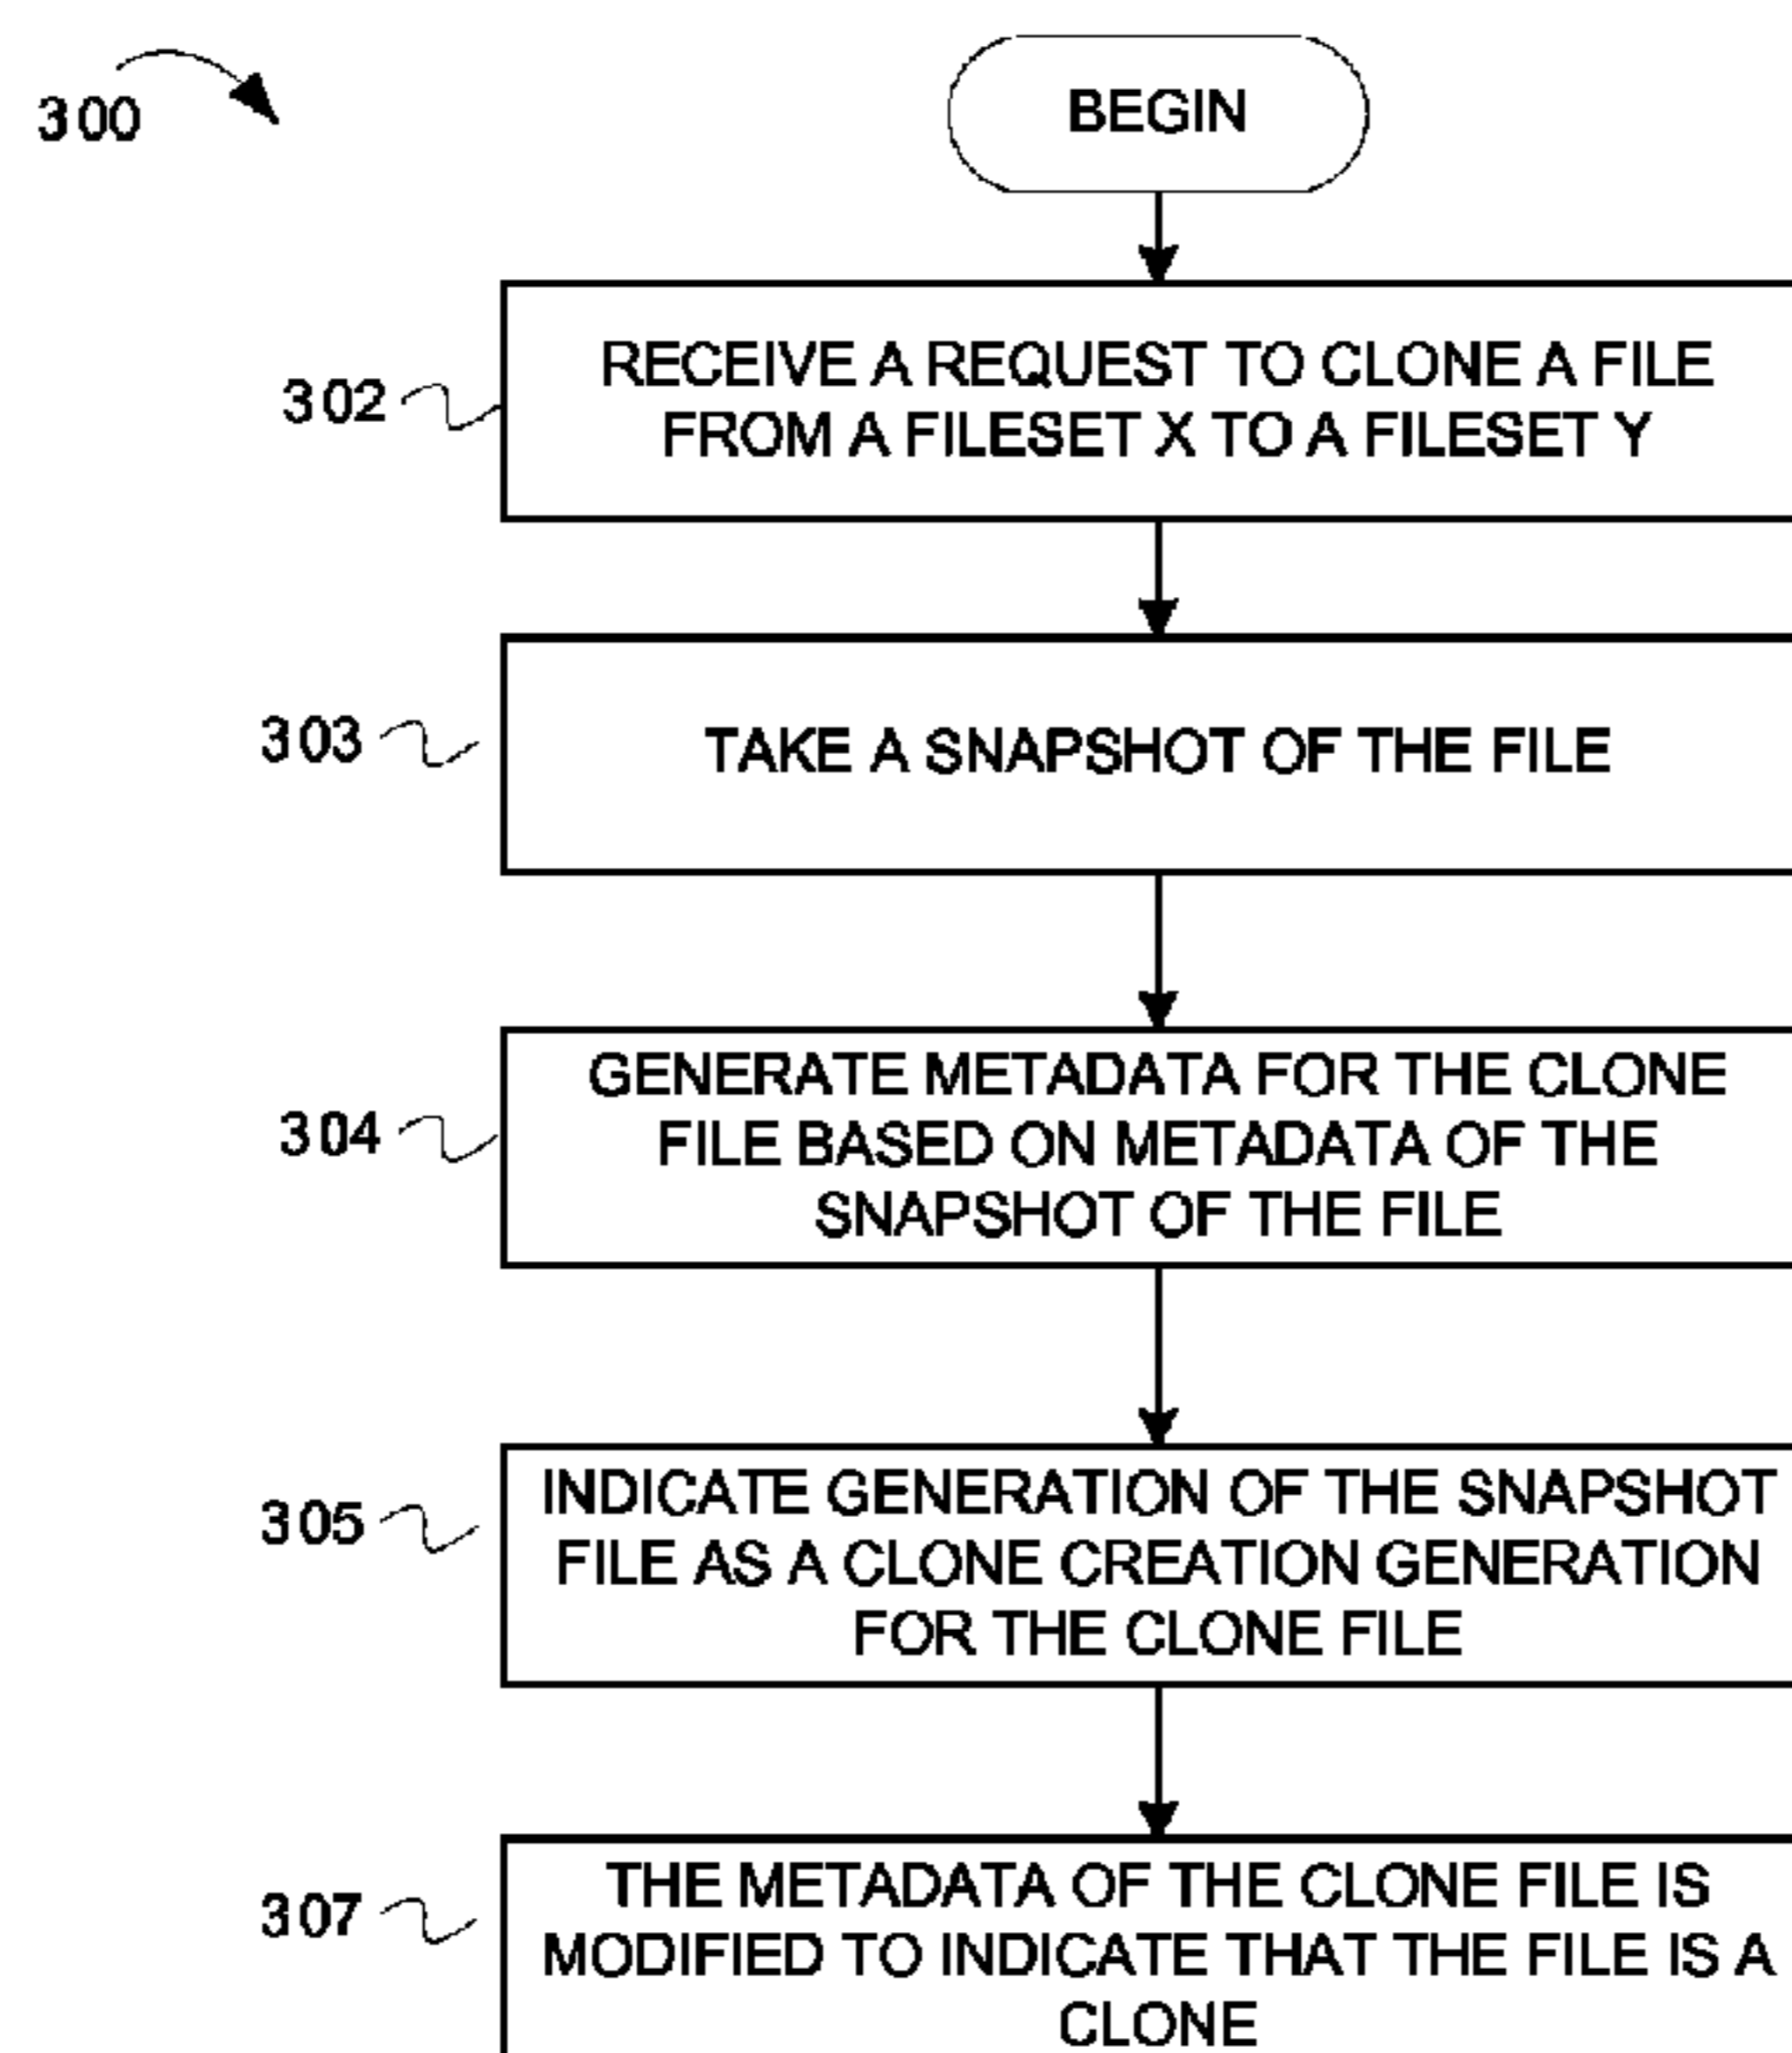 300
BEGIN
302
RECEIVE A REQUEST TO CLONE A FILE
FROM A FILESET X TO A FILESET Y
303
TAKE A SNAPSHOT OF THE FILE
304
GENERATE METADATA FOR THE CLONE
FILE BASED ON METADATA OF THE
SNAPSHOT OF THE FILE
305
INDICATE GENERATION OF THE SNAPSHOT
FILE AS A CLONE CREATION GENERATION
FOR THE CLONE FILE
307
THE METADATA OF THE CLONE FILE IS
MODIFIED TO INDICATE THAT THE FILE IS A
CLONE